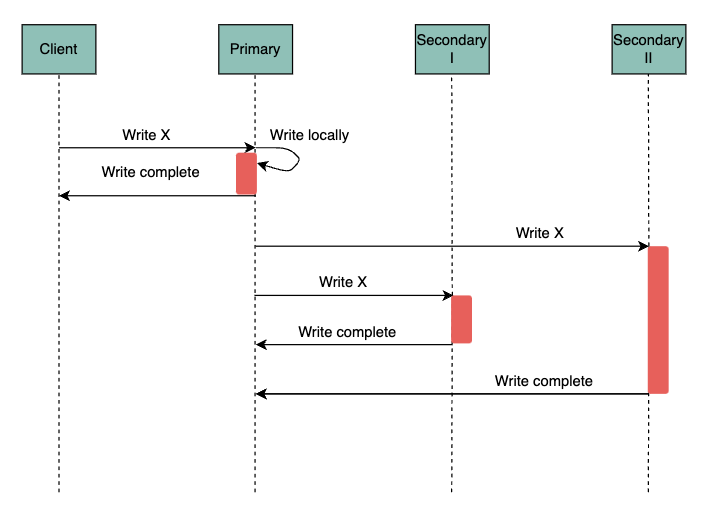 Client
Primary
Secondary
I
Secondary
II
Write X
Write locally
Write complete
Write X
Write X
Write complete
Write complete